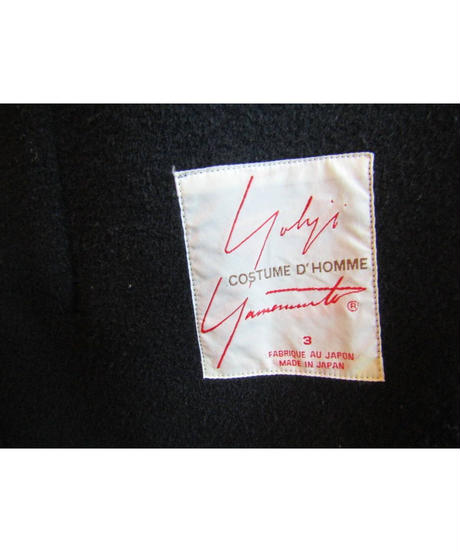 Yohji
COSTUME D'HOMME
Yamamoto ®
3
FABRIQUE AU JAPON
MADE IN JAPAN